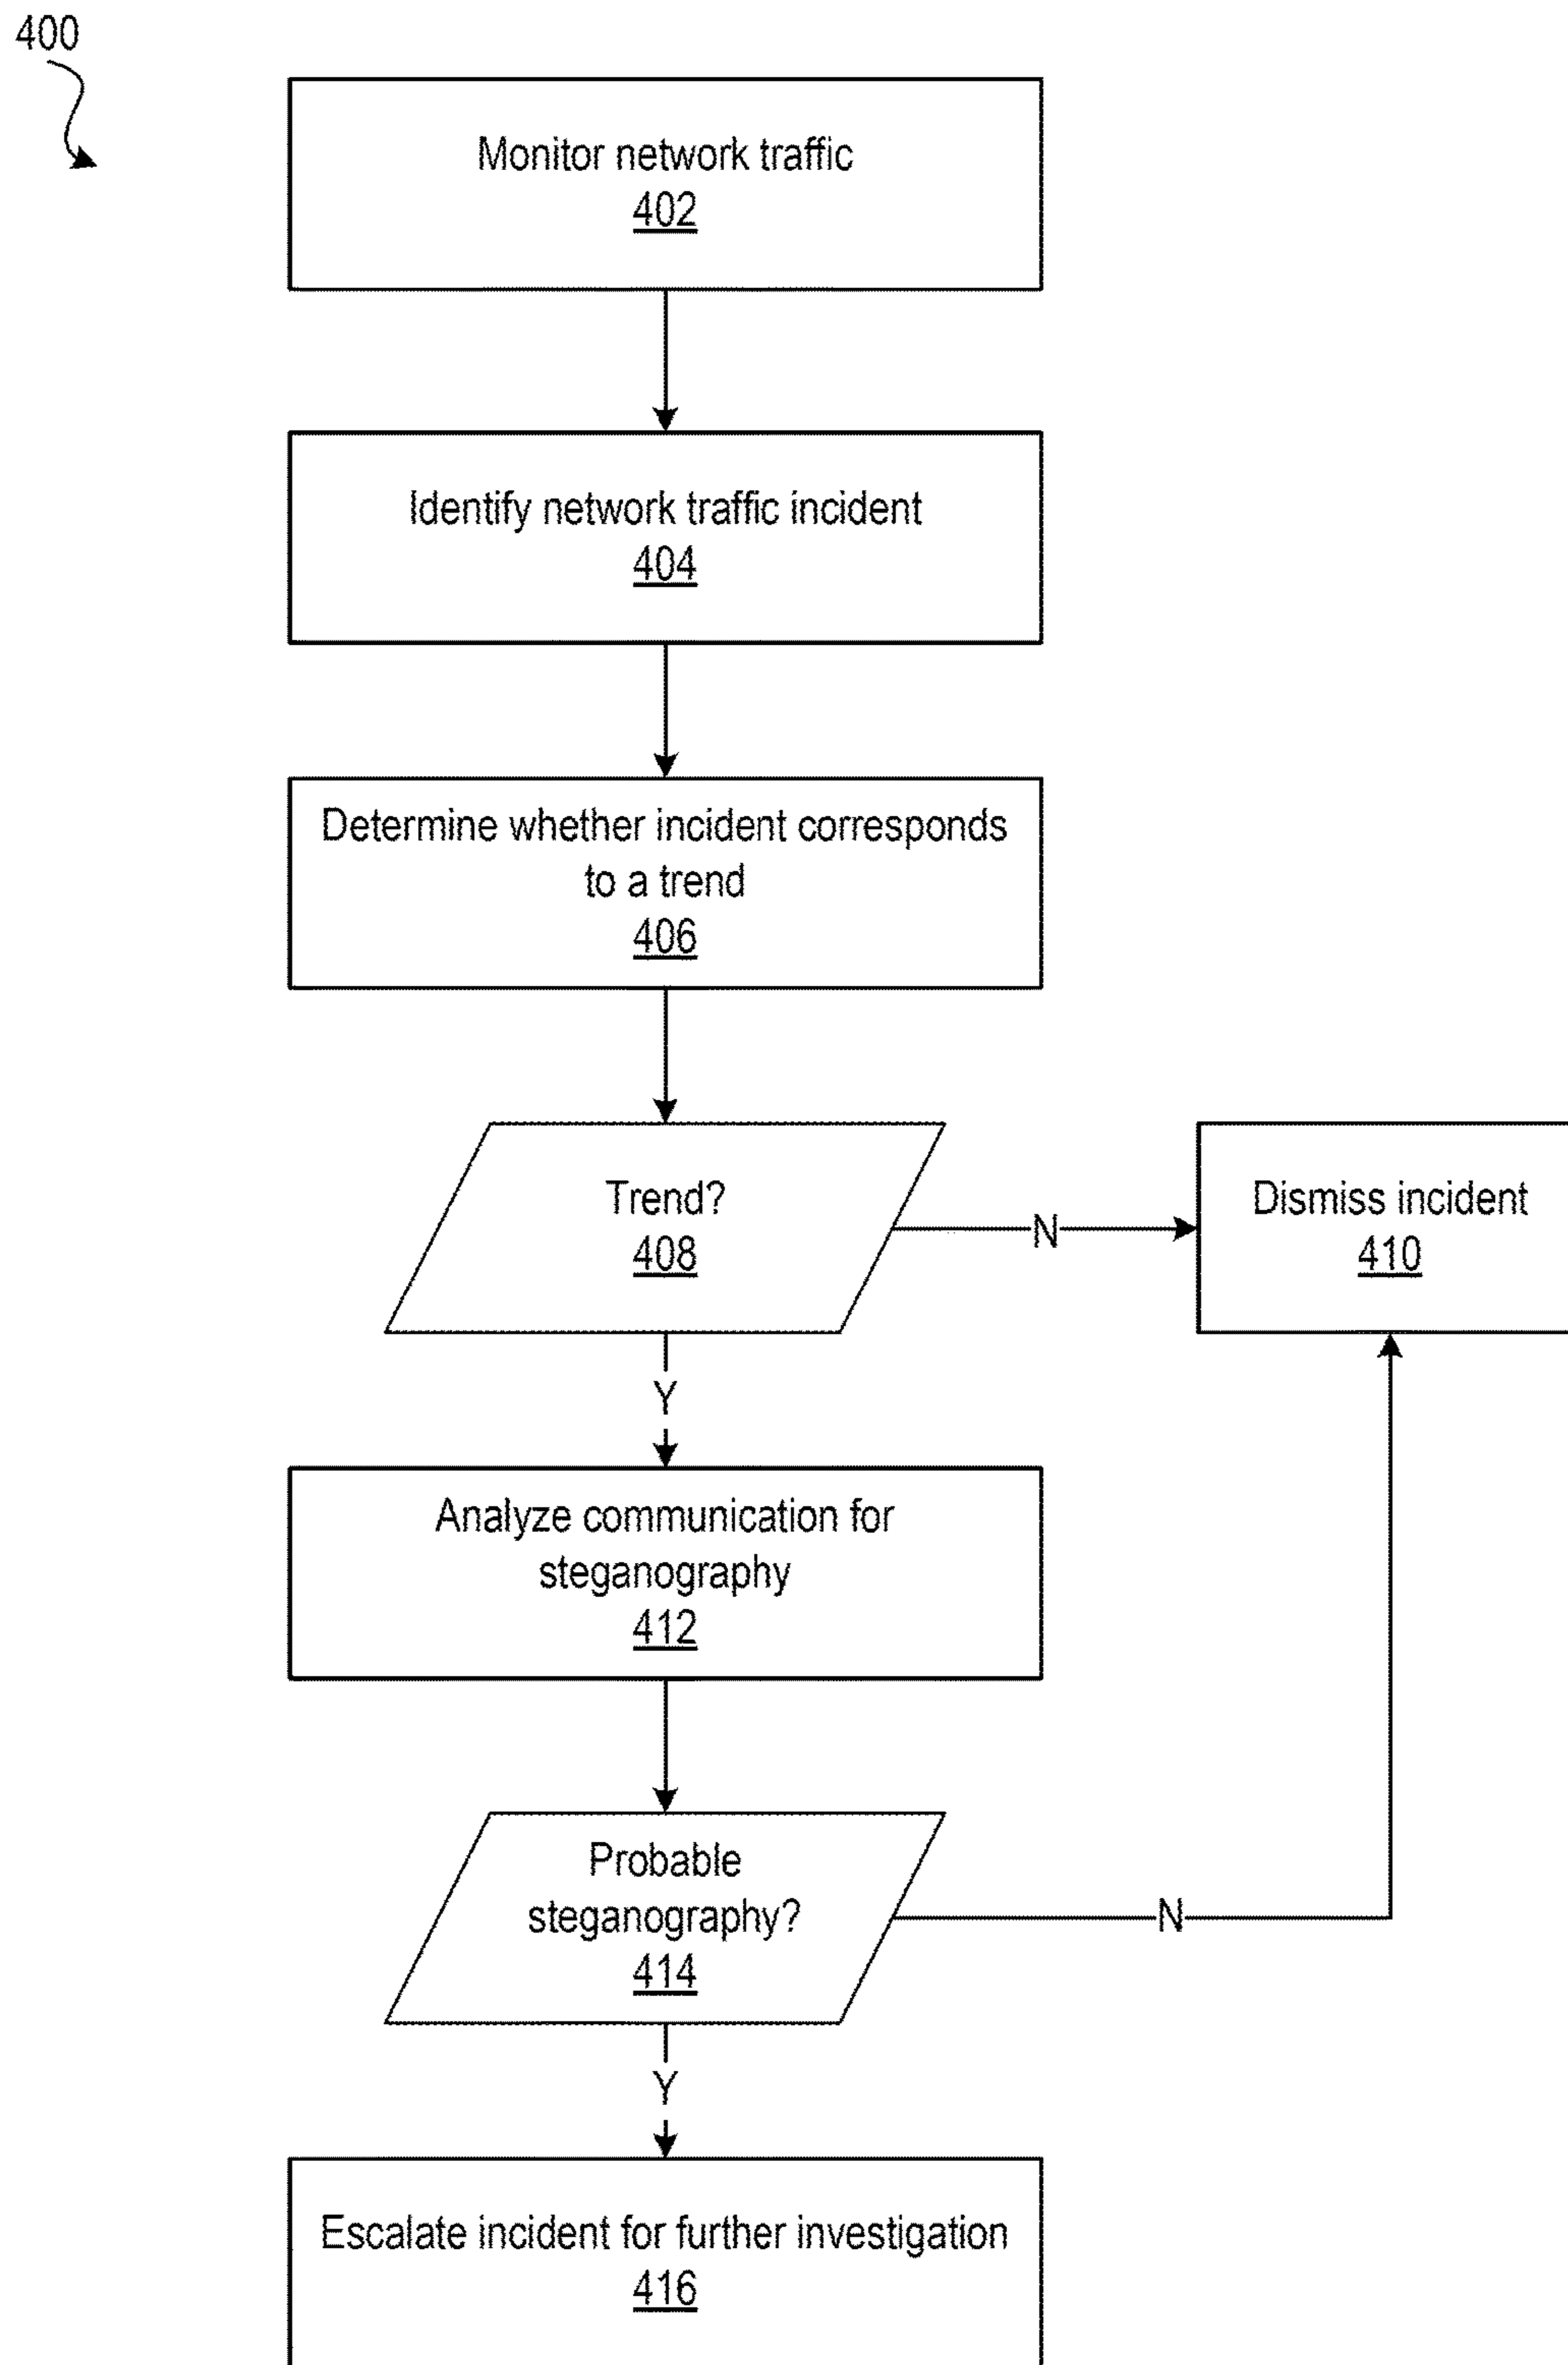 400
Monitor network traffic
402
Identify network traffic incident
404
Determine whether incident corresponds
to a trend
406
Trend?
408
N
Dismiss incident
410
Y
Analyze communication for
steganography
412
Probable
steganography?
414
N
Y
Escalate incident for further investigation
416